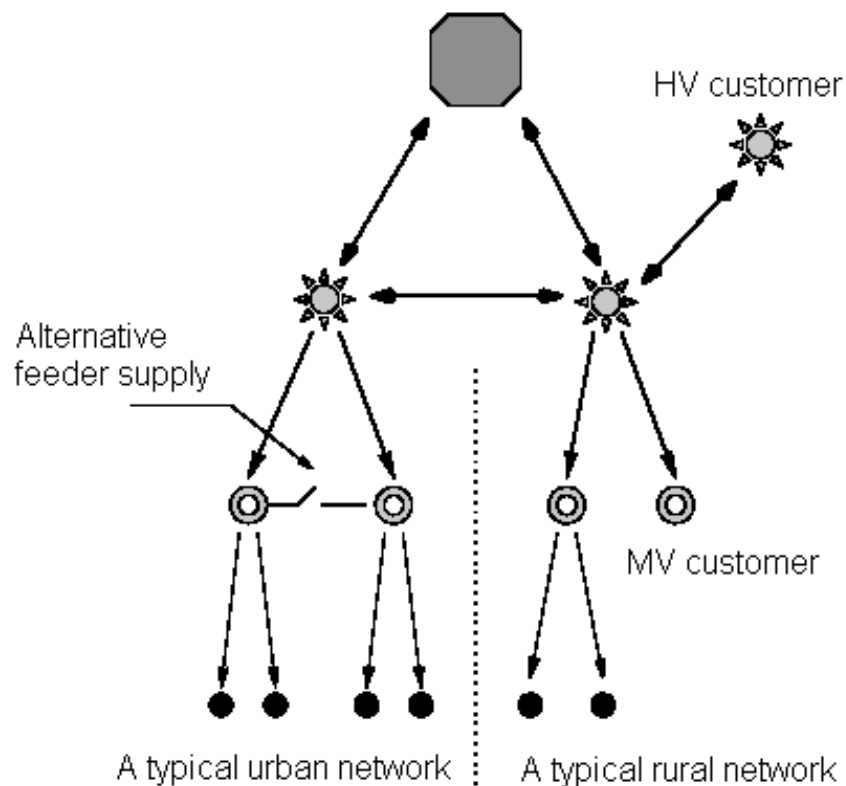 HV customer
Alternative
feeder supply
MV customer
A typical urban network
A typical rural network